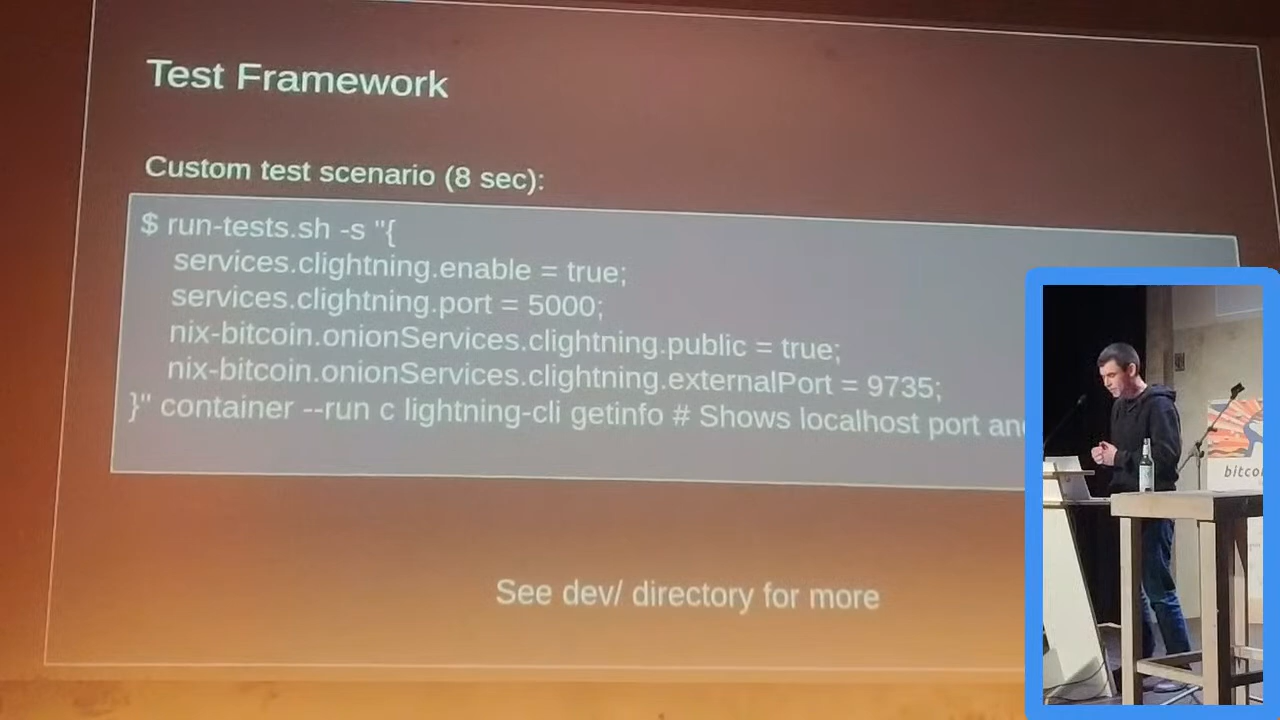 Test Framework
Custom test scenario (8 sec):
$ run-tests.sh -s "{
services.clightning.enable = true;
services.clightning.port = 5000;
nix-bitcoin.onionServices.clightning.public = true;
nix-bitcoin.onionServices.clightning.externalPort = 9735;
}" container --run c lightning-cli getinfo # Shows localhost port
See dev/ directory for more